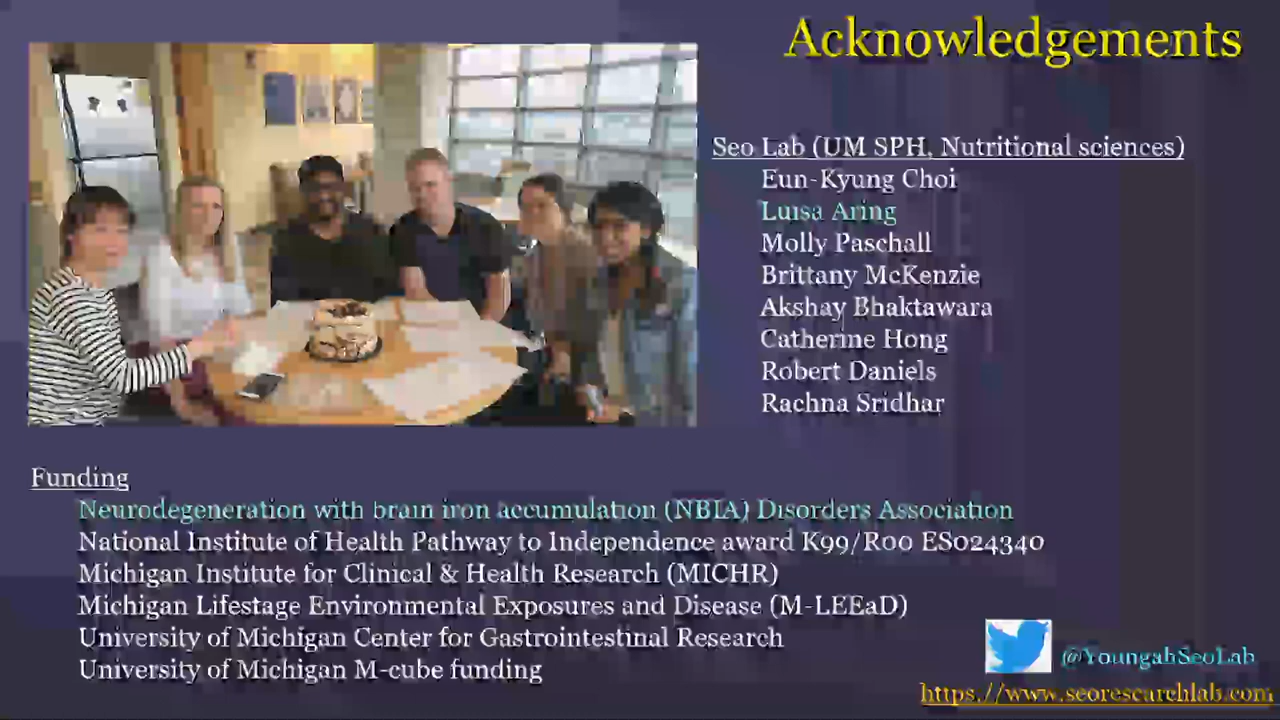 Acknowledgements
Seo Lab (UM SPH, Nutritional sciences)
Eun-Kyung Choi
Luisa Aring
Molly Paschall
Brittany McKenzie
Akshay Bhaktawara
Catherine Hong
Robert Daniels
Rachna Sridhar
Funding
Neurodegeneration with brain iron accumulation (NBIA) Disorders Association
National Institute of Health Pathway to Independence award K99/R00 ES024340
Michigan Institute for Clinical & Health Research (MICHR)
Michigan Lifestage Environmental Exposures and Disease (M-LEEaD)
University of Michigan Center for Gastrointestinal Research
University of Michigan M-cube funding
@YoungahSeoLab
https://www.seoresearchlab.com